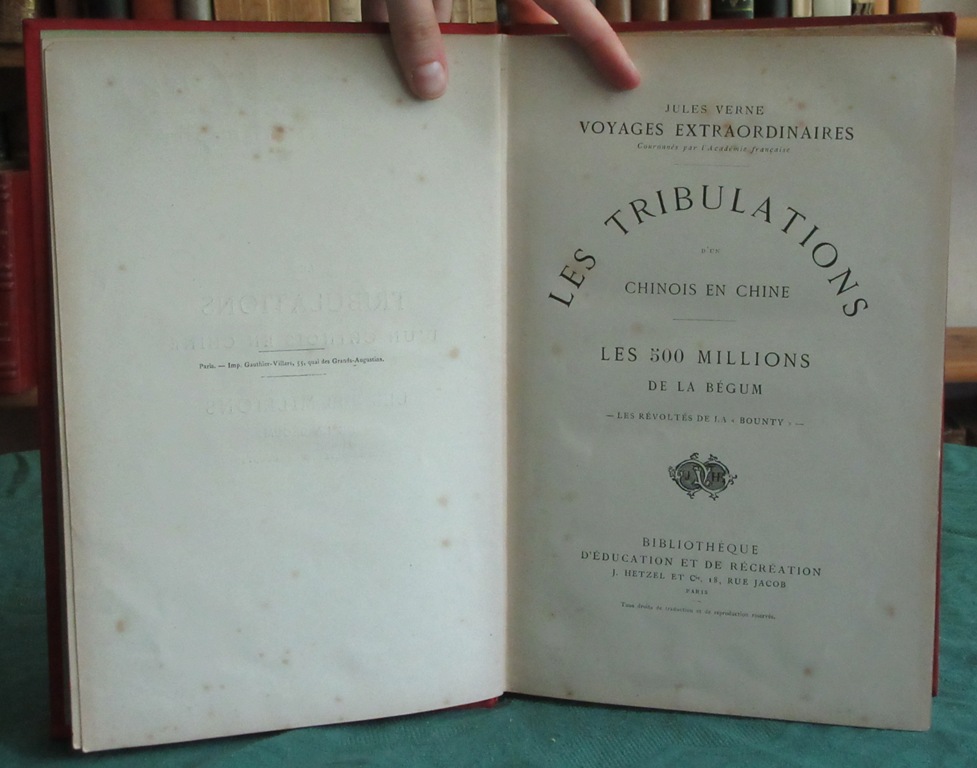 Paris. — Imp. Gauthier-Villars, 55, quai des Grands-Augustins.
JULES VERNE
VOYAGES EXTRAORDINAIRES
Couronnés par l'Académie française
LES TRIBULATIONS
D'UN
CHINOIS EN CHINE
LES 500 MILLIONS
DE LA BÉGUM
— LES RÉVOLTÉS DE LA « BOUNTY » —
JH
BIBLIOTHÈQUE
D'ÉDUCATION ET DE RÉCRÉATION
J. HETZEL ET Cie, 18, RUE JACOB
PARIS
Tous droits de traduction et de reproduction réservés.